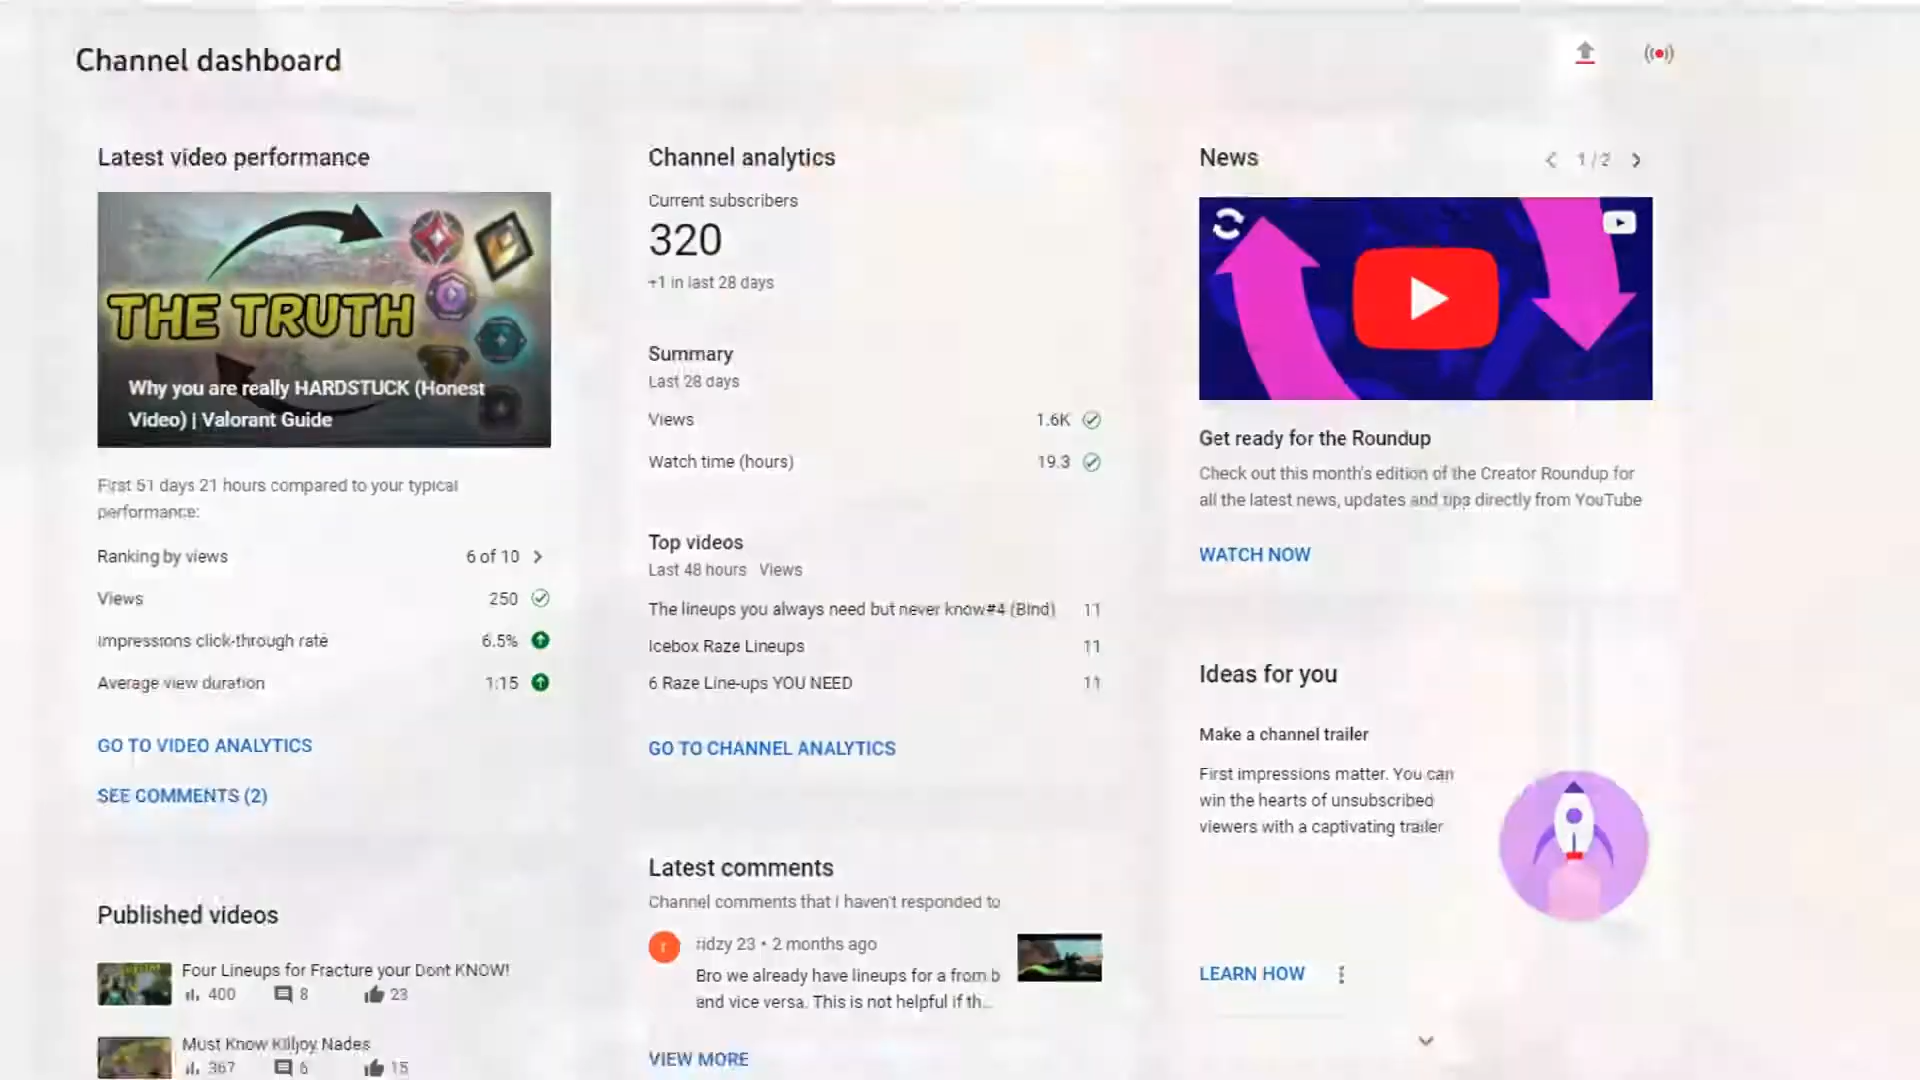 Channel dashboard
Latest video performance
THE TRUTH
Why you are really HARDSTUCK (Honest
Video) | Valorant Guide
First 51 days 21 hours compared to your typical
performance:
Ranking by views 6 of 10
Views 250
Impressions click-through rate 6.5%
Average view duration 1:15
GO TO VIDEO ANALYTICS
SEE COMMENTS (2)
Published videos
Four Lineups for Fracture your Dont KNOW!
400 8 23
Must Know Killjoy Nades
367 6 15
Channel analytics
Current subscribers
320
+1 in last 28 days
Summary
Last 28 days
Views 1.6K
Watch time (hours) 19.3
Top videos
Last 48 hours Views
The lineups you always need but never know#4 (Bind) 11
Icebox Raze Lineups 11
6 Raze Line-ups YOU NEED 11
GO TO CHANNEL ANALYTICS
Latest comments
Channel comments that I haven't responded to
r
riidzy 23 • 2 months ago
Bro we already have lineups for a from b
and vice versa. This is not helpful if th...
VIEW MORE
News 1 / 2
Get ready for the Roundup
Check out this month's edition of the Creator Roundup for
all the latest news, updates and tips directly from YouTube
WATCH NOW
Ideas for you
Make a channel trailer
First impressions matter. You can
win the hearts of unsubscribed
viewers with a captivating trailer
LEARN HOW